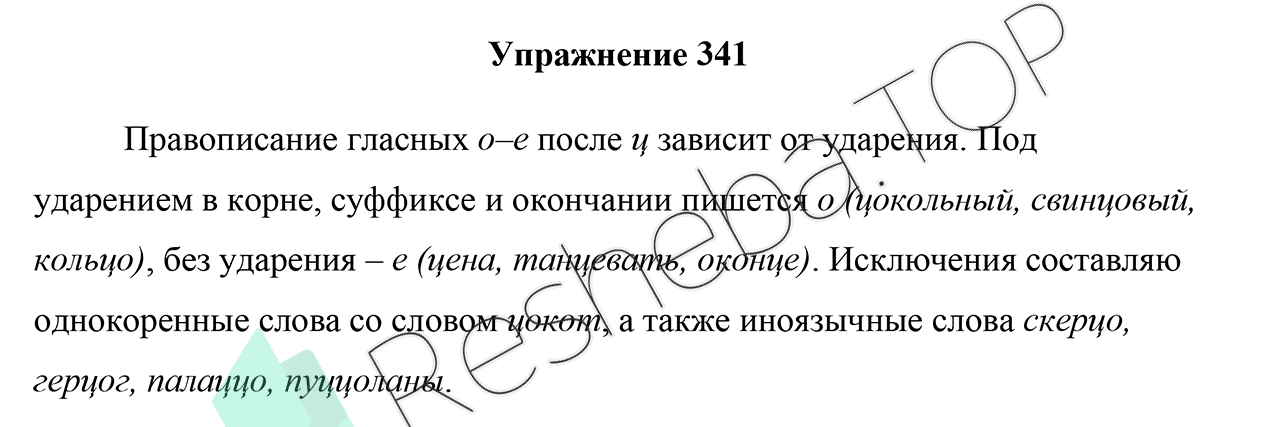 Упражнение 341
Правописание гласных о–е после ц зависит от ударения. Под
ударением в корне, суффиксе и окончании пишется о (цокольный, свинцовый,
кольцо), без ударения – е (цена, танцевать, оконце). Исключения составляю
однокоренные слова со словом цокот, а также иноязычные слова скерцо,
герцог, палаццо, пуццоланы.
Resheba.TOP